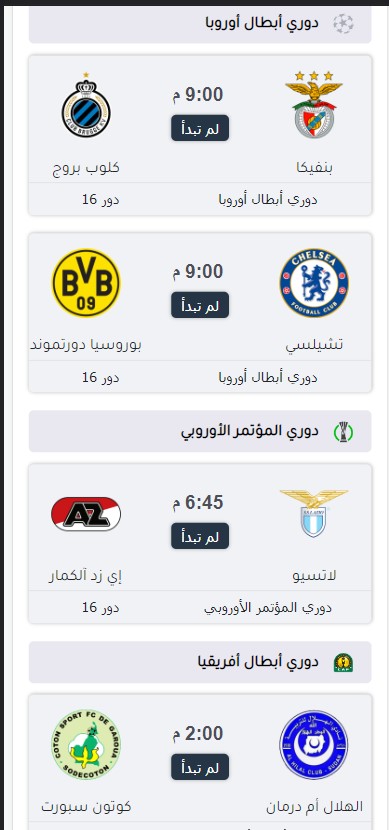 دوري أبطال أوروبا
9:00 م
لم تبدأ
CLUB BRUGGE KV
بنفيكا
كلوب بروج
دوري أبطال أوروبا
دور 16
CHELSEA
FOOTBALL CLUB
9:00 م
لم تبدأ
BVB
09
تشيلسي
بوروسيا دورتموند
دوري أبطال أوروبا
دور 16
دوري المؤتمر الأوروبي
6:45 م
لم تبدأ
AZ
لاتسيو
إي زد آلكمار
دوري المؤتمر الأوروبي
دور 16
دوري أبطال أفريقيا
2:00 م
لم تبدأ
AL HILAL CLUB - SUDAN
COTON SPORT FC DE GAROUA
SODECOTON
الهلال أم درمان
كوتون سبورت